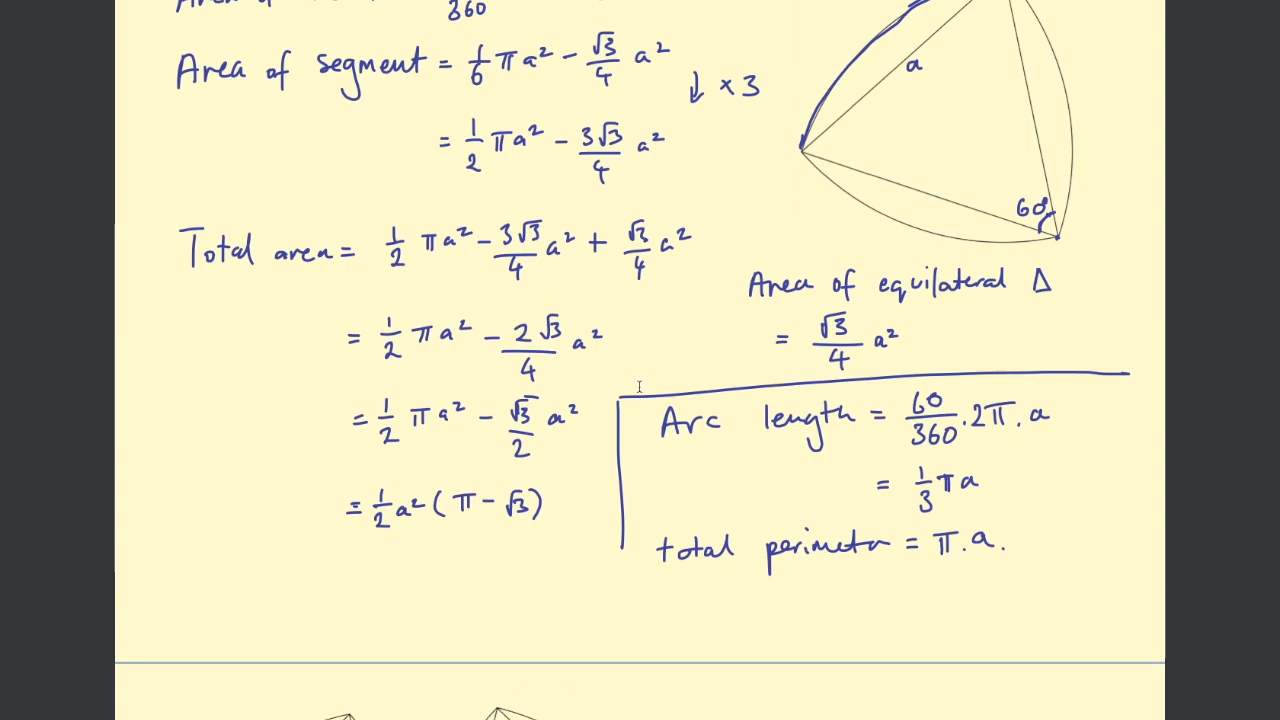 360
Area of segment = 1/6 πa² - √3/4 a²
↓ × 3
= 1/2 πa² - 3√3/4 a²
Total area = 1/2 πa² - 3√3/4 a² + √3/4 a²
= 1/2 πa² - 2√3/4 a²
= 1/2 πa² - √3/2 a²
= 1/2 a² (π - √3)
a
60°
Area of equilateral Δ
= √3/4 a²
Arc length = 60/360 . 2π . a
= 1/3 πa
total perimeter = π . a .